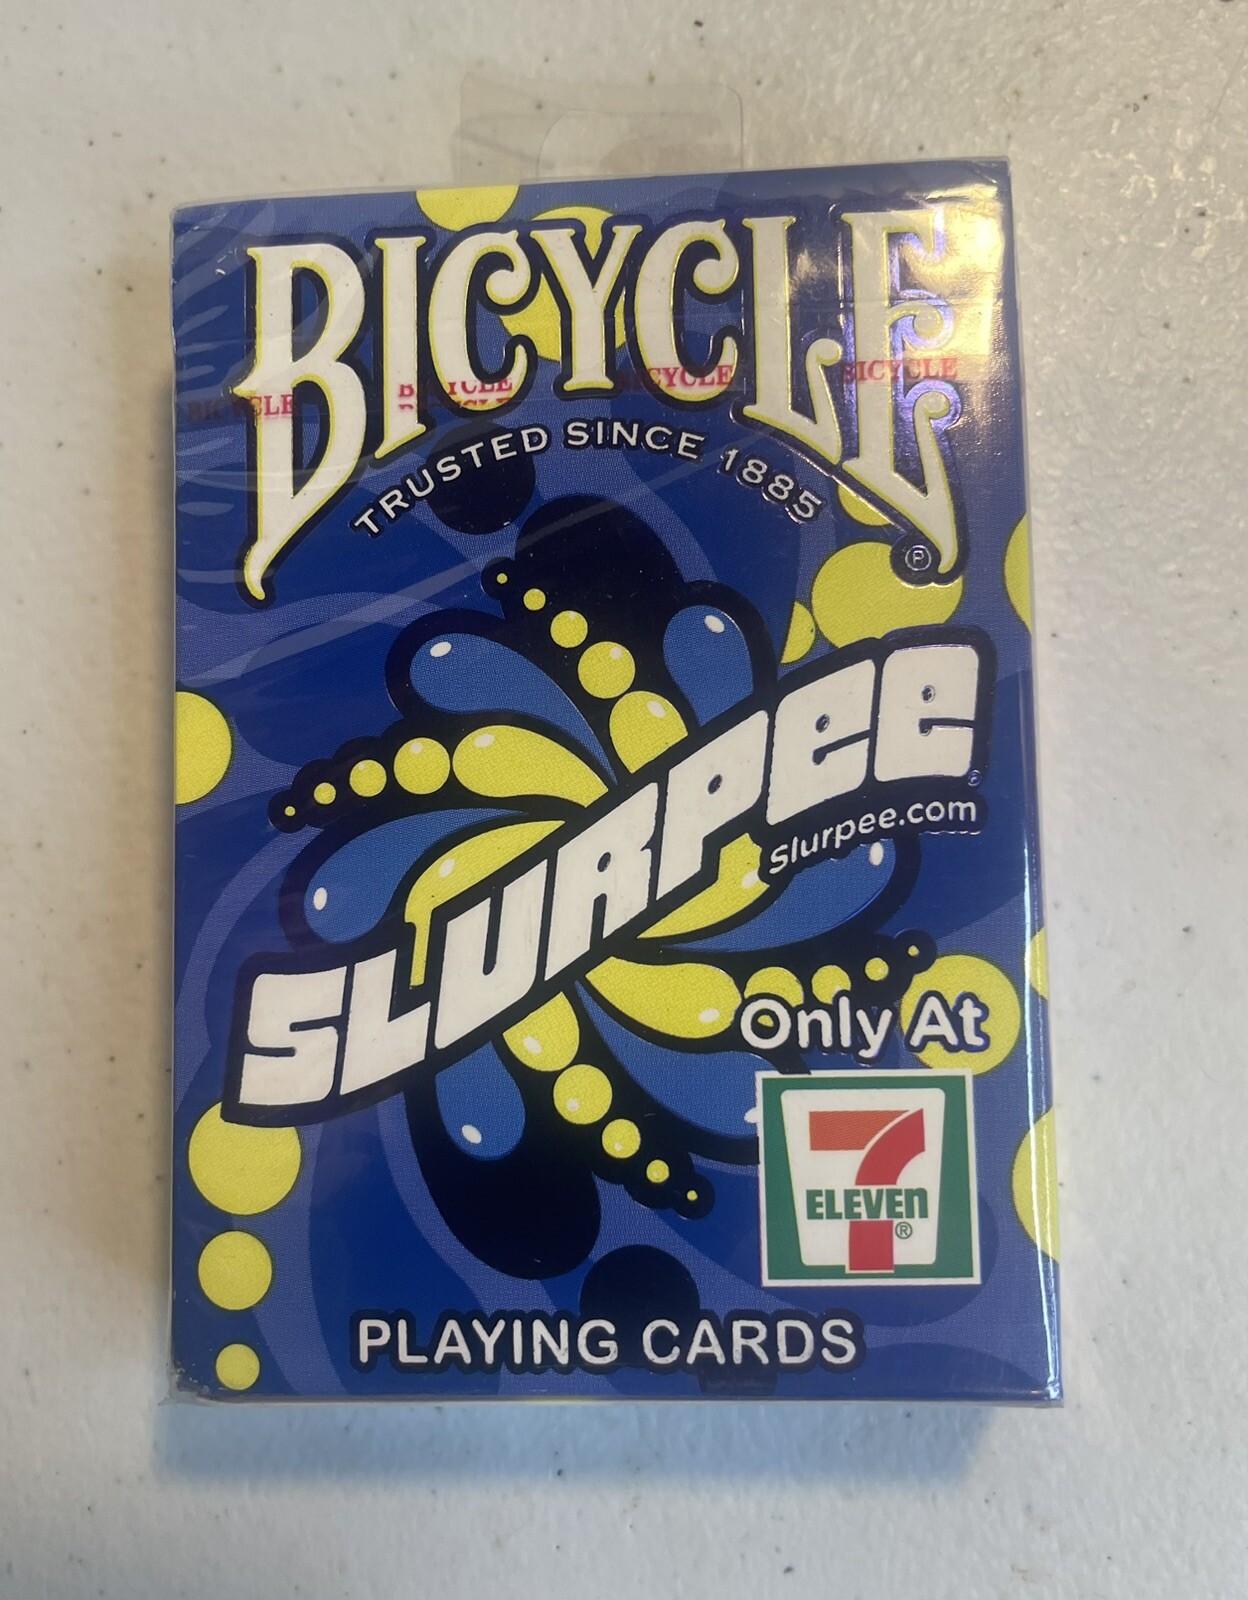 BICYCLE
BICYCLE BICYCLE BICYCLE BICYCLE
TRUSTED SINCE 1885
®
SLURPEE®
Slurpee.com
Only At
7
ELEVEN
®
PLAYING CARDS